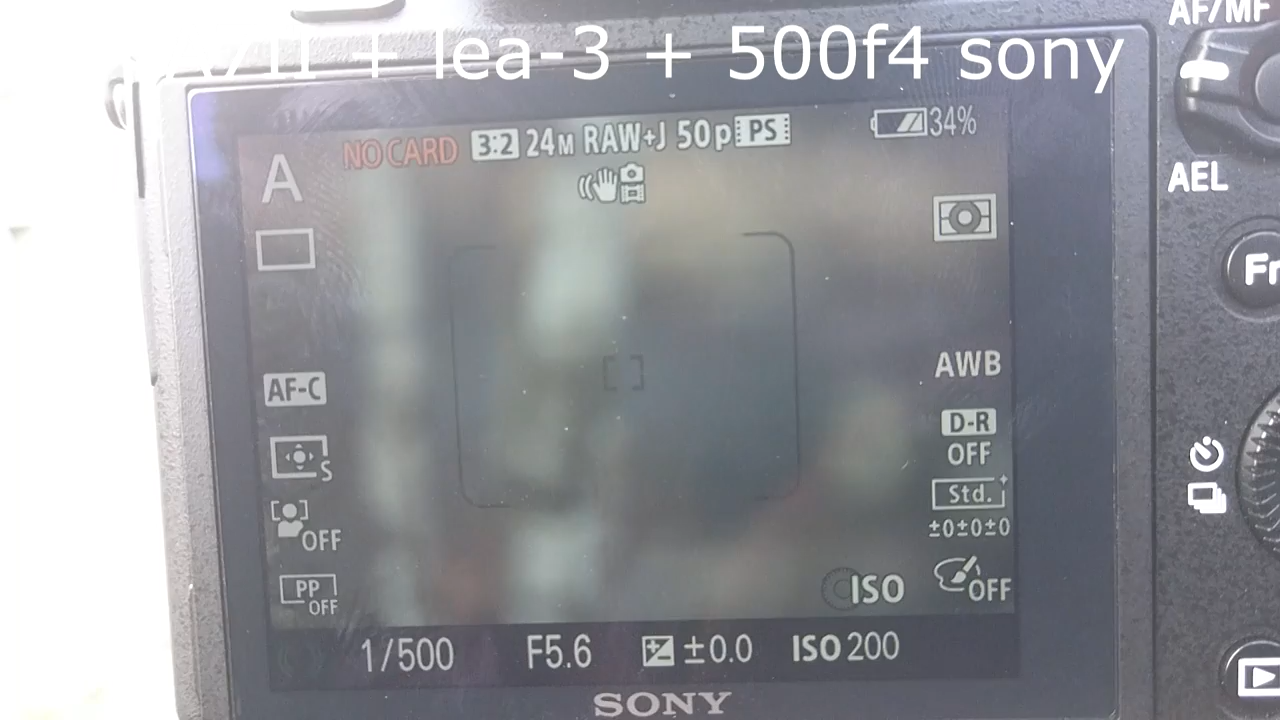 AF/MF
+ lea-3 + 500f4 sony
NO CARD 3:2 24M RAW+J 50p PS 34%
A
AEL
Fn
AF-C
AWB
S
D-R
OFF
Std.
±0±0±0
OFF
PP
OFF
ISO
OFF
1/500 F5.6 ±0.0 ISO 200
SONY